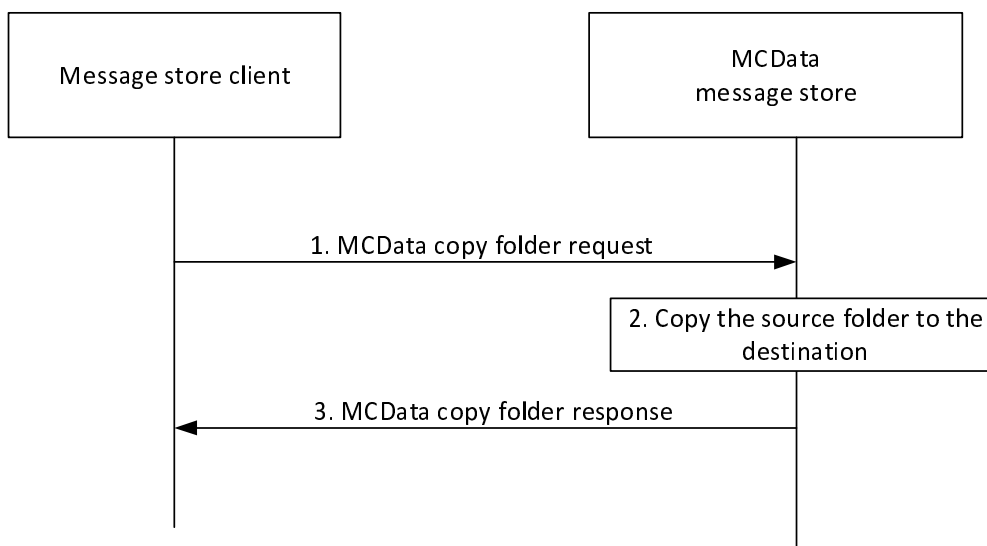 Message store client
MCData
message store
1. MCData copy folder request
2. Copy the source folder to the
destination
3. MCData copy folder response